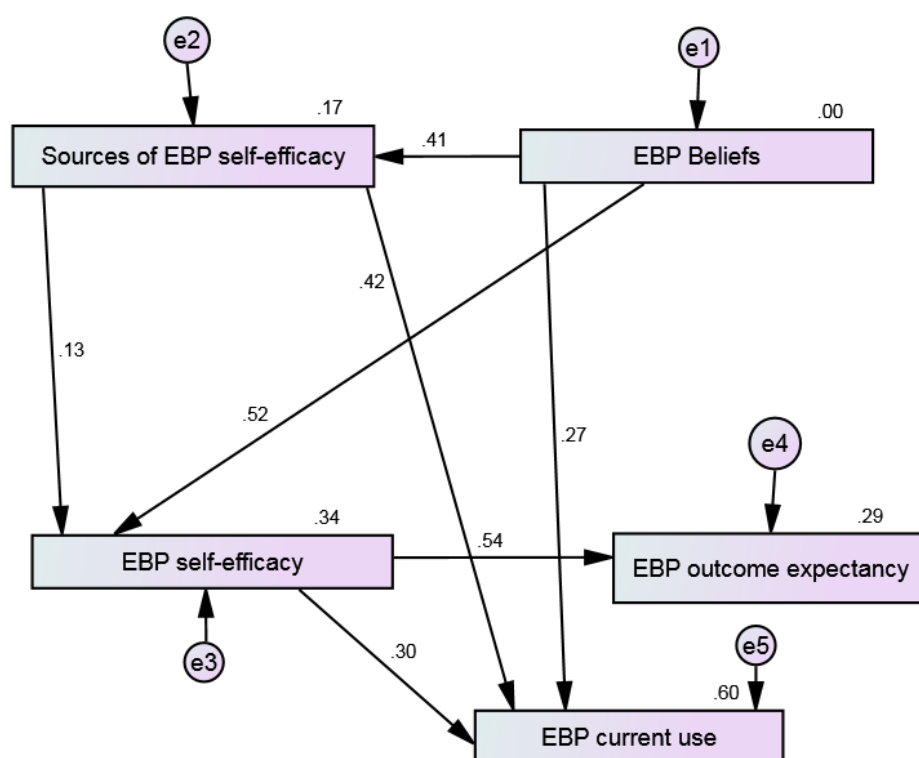 e2
e1
.17
.00
Sources of EBP self-efficacy
.41
EBP Beliefs
.42
.13
.52
.27
e4
.34
.29
EBP self-efficacy
.54
EBP outcome expectancy
e3
.30
e5
.60
EBP current use